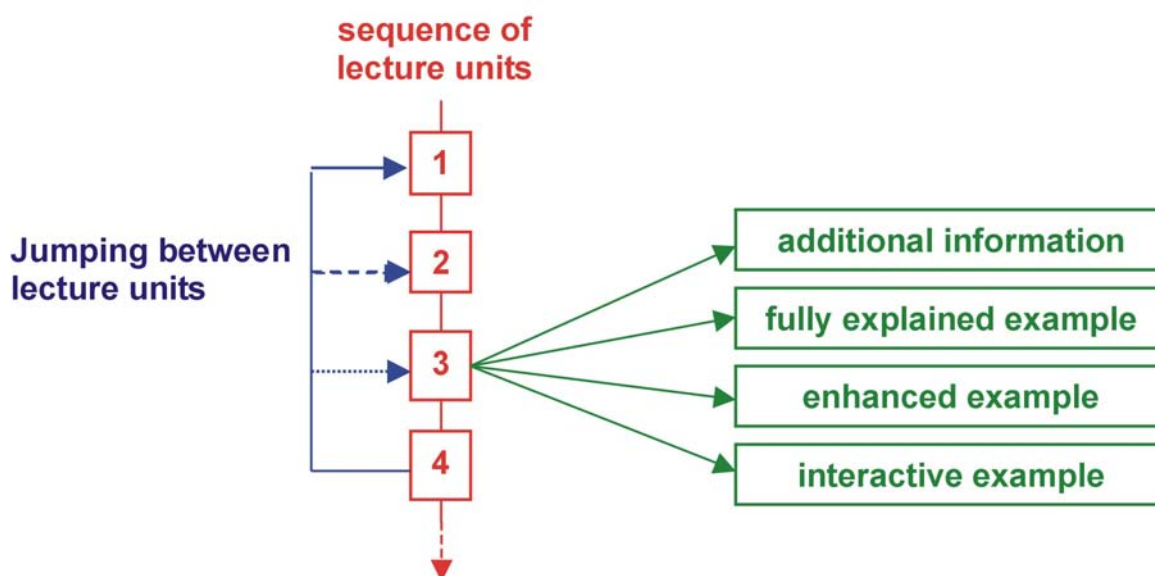 sequence of
lecture units
1
Jumping between
lecture units
2
3
4
additional information
fully explained example
enhanced example
interactive example